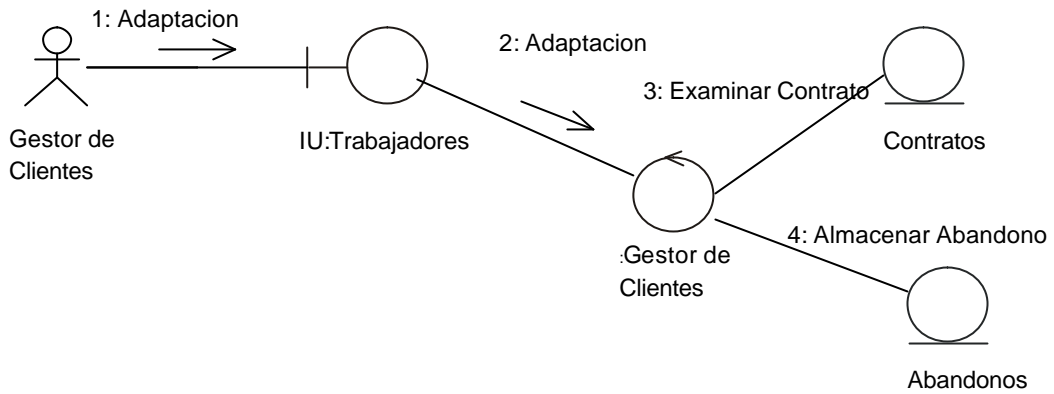 1: Adaptacion
2: Adaptacion
3: Examinar Contrato
Gestor de
Clientes
IU:Trabajadores
Contratos
4: Almacenar Abandono
:Gestor de
Clientes
Abandonos